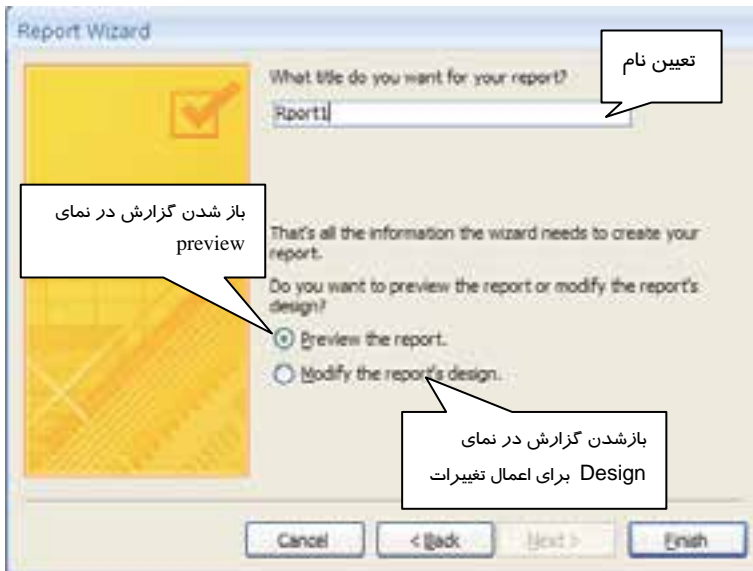 Report Wizard
تعیین نام
What title do you want for your report?
Rport1
باز شدن گزارش در نمای
preview
That's all the information the wizard needs to create your
report.
Do you want to preview the report or modify the report's
design?
Preview the report.
Modify the report's design.
بازشدن گزارش در نمای
Design برای اعمال تغییرات
Cancel
< Back
Next >
Finish